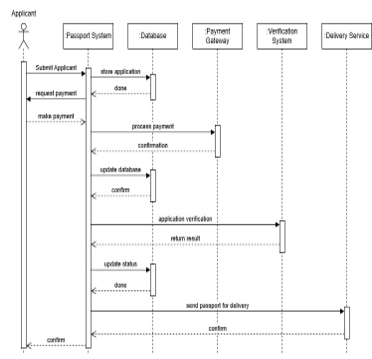 Applicant
:Passport System
:Database
:Payment
Gateway
:Verification
System
:Delivery Service
Submit Applicant
store application
done
request payment
make payment
process payment
confirmation
update database
confirm
application verification
return result
update status
done
send passport for delivery
confirm
confirm